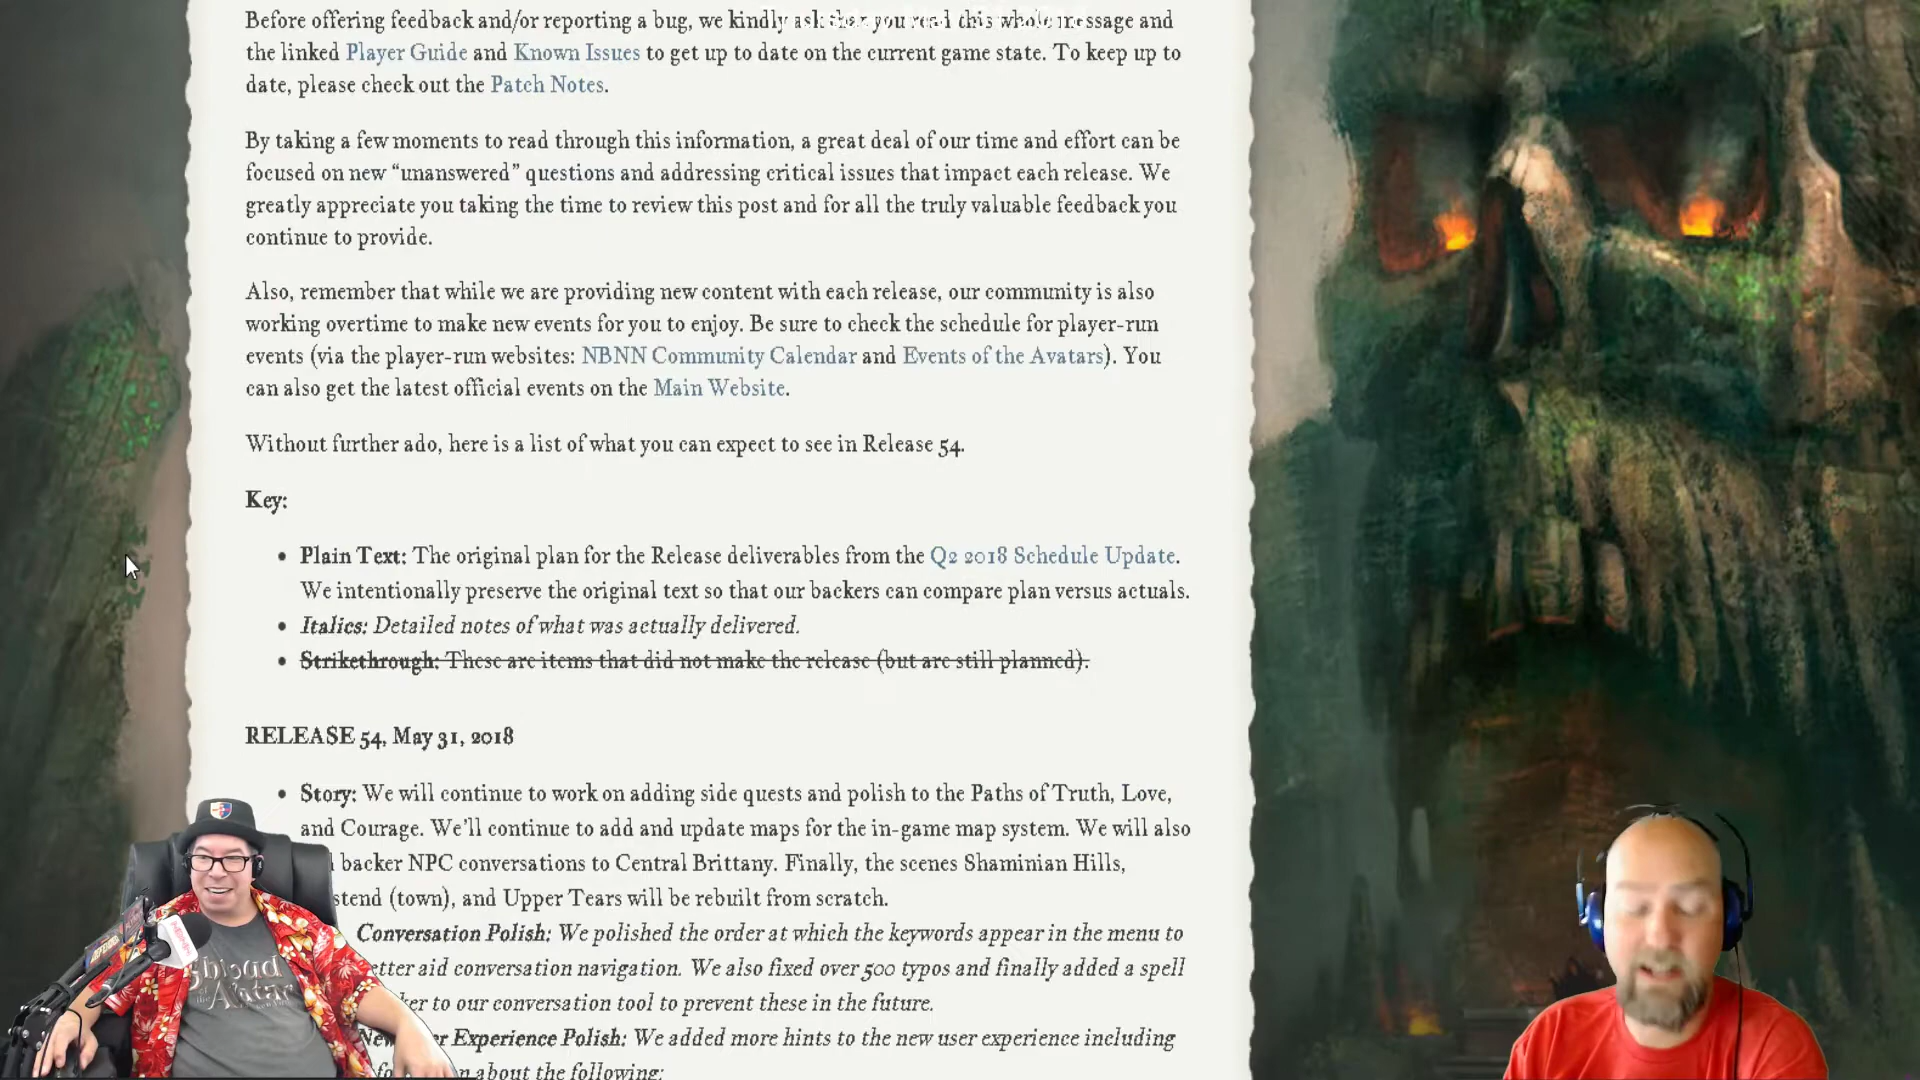 Before offering feedback and/or reporting a bug, we kindly ask that you read this whole message and
the linked Player Guide and Known Issues to get up to date on the current game state. To keep up to
date, please check out the Patch Notes.
By taking a few moments to read through this information, a great deal of our time and effort can be
focused on new “unanswered” questions and addressing critical issues that impact each release. We
greatly appreciate you taking the time to review this post and for all the truly valuable feedback you
continue to provide.
Also, remember that while we are providing new content with each release, our community is also
working overtime to make new events for you to enjoy. Be sure to check the schedule for player-run
events (via the player-run websites: NBNN Community Calendar and Events of the Avatars). You
can also get the latest official events on the Main Website.
Without further ado, here is a list of what you can expect to see in Release 54.
Key:
• Plain Text: The original plan for the Release deliverables from the Q2 2018 Schedule Update.
We intentionally preserve the original text so that our backers can compare plan versus actuals.
• Italics: Detailed notes of what was actually delivered.
• Strikethrough: These are items that did not make the release (but are still planned).
RELEASE 54, May 31, 2018
• Story: We will continue to work on adding side quests and polish to the Paths of Truth, Love,
and Courage. We’ll continue to add and update maps for the in-game map system. We will also
backer NPC conversations to Central Brittany. Finally, the scenes Shaminian Hills,
(town), and Upper Tears will be rebuilt from scratch.
Conversation Polish: We polished the order at which the keywords appear in the menu to
aid conversation navigation. We also fixed over 500 typos and finally added a spell
to our conversation tool to prevent these in the future.
Experience Polish: We added more hints to the new user experience including
about the following:
Shroud
of the
Avatar